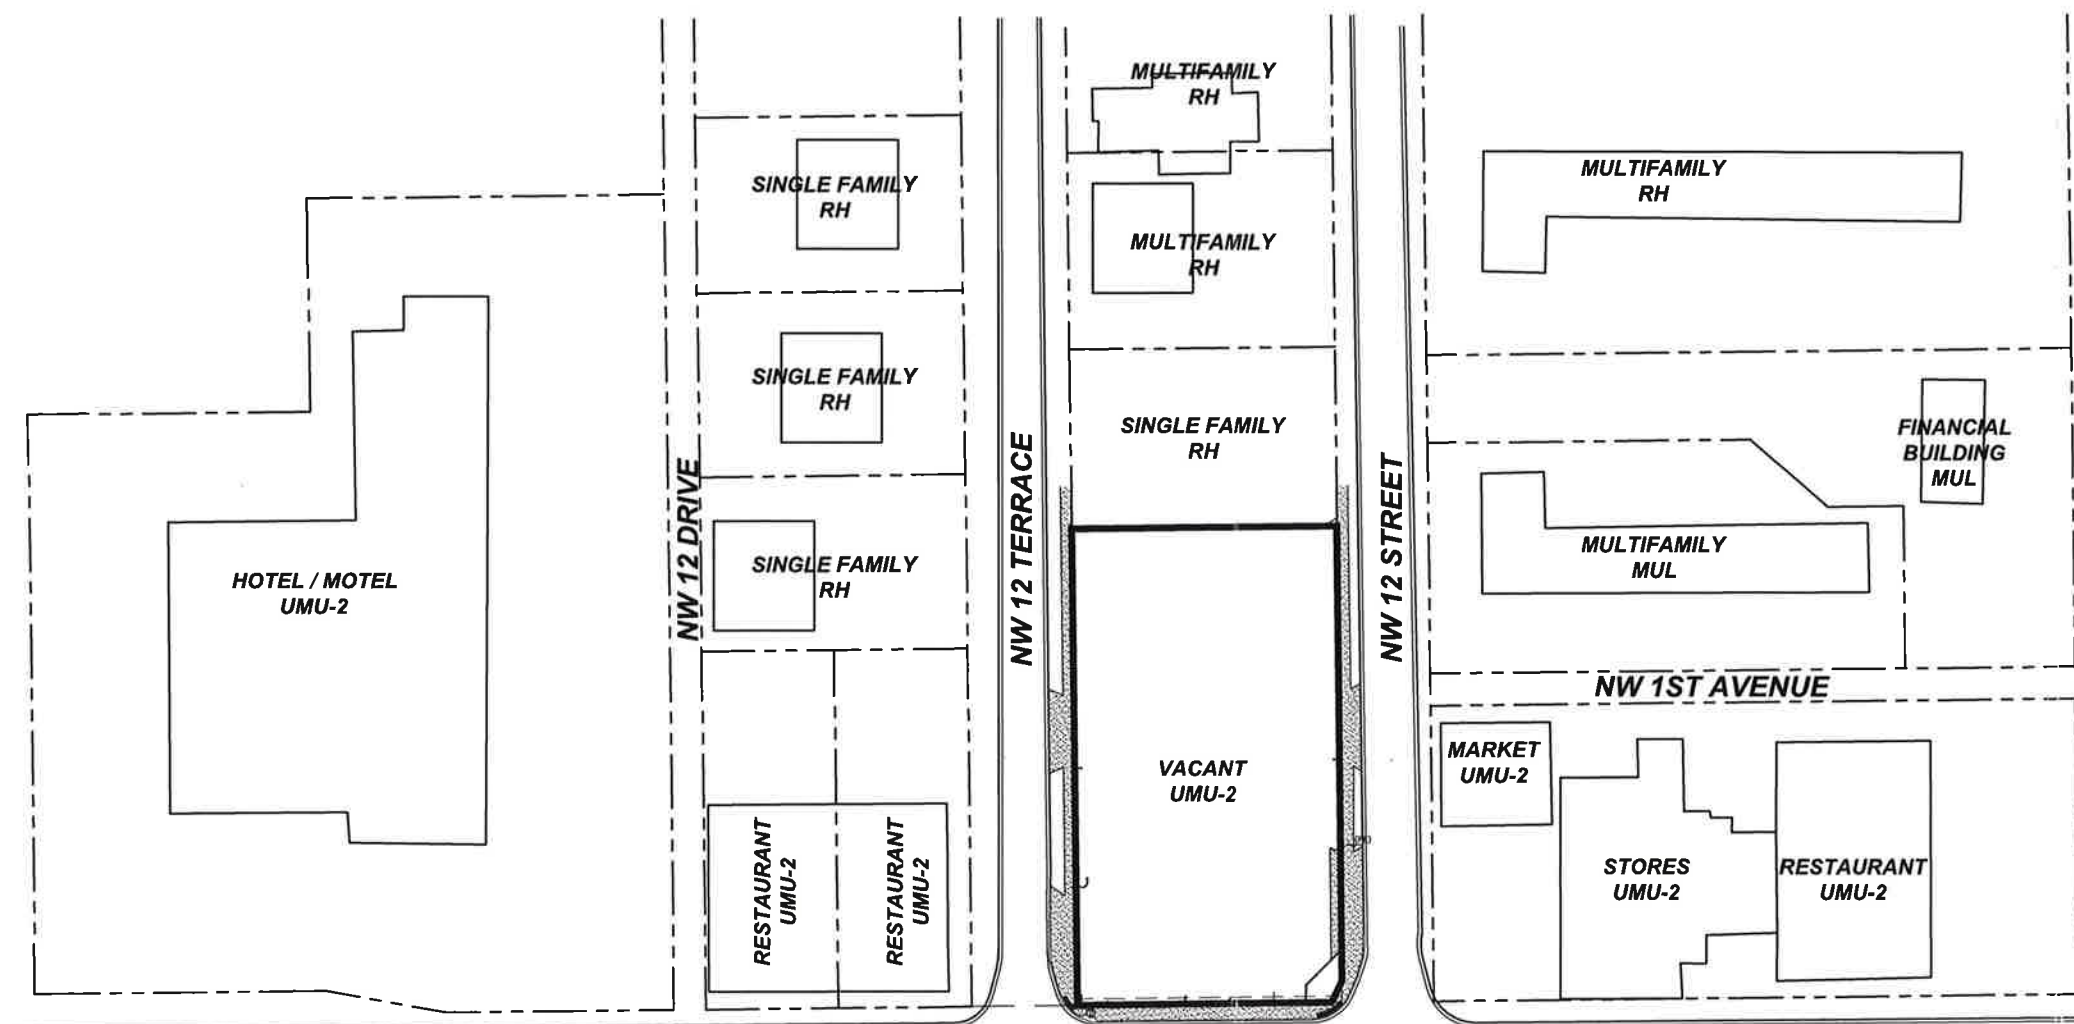 MULTIFAMILY
RH
SINGLE FAMILY
RH
MULTIFAMILY
RH
MULTIFAMILY
RH
SINGLE FAMILY
RH
SINGLE FAMILY
RH
FINANCIAL
BUILDING
MUL
HOTEL / MOTEL
UMU-2
NW 12 DRIVE
SINGLE FAMILY
RH
NW 12 TERRACE
NW 12 STREET
MULTIFAMILY
MUL
NW 1ST AVENUE
VACANT
UMU-2
MARKET
UMU-2
RESTAURANT
UMU-2
RESTAURANT
UMU-2
STORES
UMU-2
RESTAURANT
UMU-2